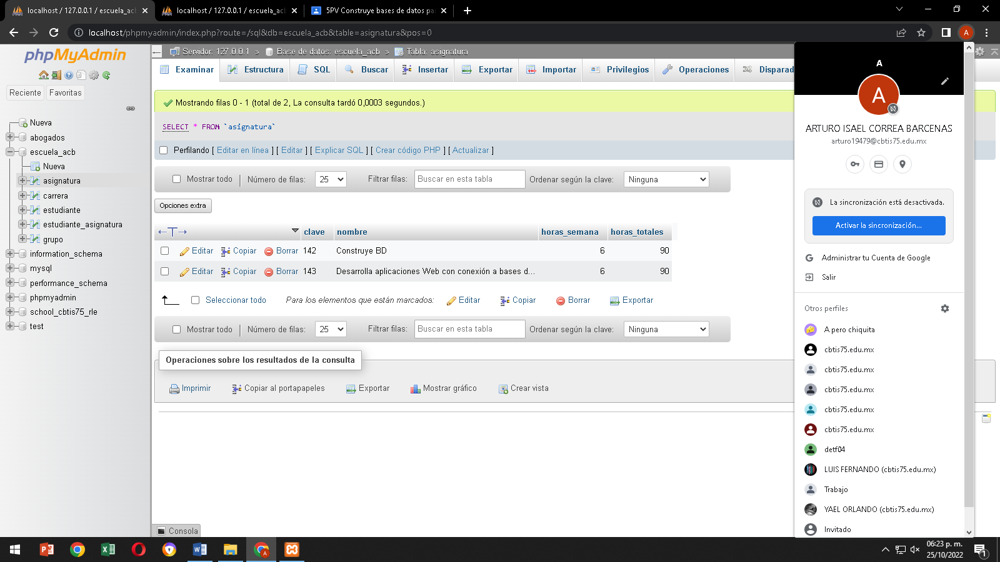 localhost / 127.0.0.1 / escuela_acb
localhost / 127.0.0.1 / escuela_acb
5PV Construye bases de datos pa
localhost/phpmyadmin/index.php?route=/sql&db=escuela_acb&table=asignatura&pos=0
A
phpMyAdmin
Reciente
Favoritas
Nueva
abogados
escuela_acb
Nueva
asignatura
carrera
estudiante
estudiante_asignatura
grupo
information_schema
mysql
performance_schema
phpmyadmin
school_cbtis75_rle
test
Servidor: 127.0.0.1 » Base de datos: escuela_acb » Tabla: asignatura
Examinar Estructura SQL Buscar Insertar Exportar Importar Privilegios Operaciones Disparad
Mostrando filas 0 - 1 (total de 2, La consulta tardó 0,0003 segundos.)
SELECT * FROM `asignatura`
Perfilando [ Editar en línea ] [ Editar ] [ Explicar SQL ] [ Crear código PHP ] [ Actualizar ]
Mostrar todo | Número de filas: 25 Filtrar filas: Buscar en esta tabla Ordenar según la clave: Ninguna
Opciones extra
←T→ clave nombre horas_semana horas_totales
Editar Copiar Borrar 142 Construye BD 6 90
Editar Copiar Borrar 143 Desarrolla aplicaciones Web con conexión a bases d... 6 90
Seleccionar todo Para los elementos que están marcados: Editar Copiar Borrar Exportar
Mostrar todo | Número de filas: 25 Filtrar filas: Buscar en esta tabla Ordenar según la clave: Ninguna
Operaciones sobre los resultados de la consulta
Imprimir Copiar al portapapeles Exportar Mostrar gráfico Crear vista
Consola
A
A
ARTURO ISAEL CORREA BARCENAS
arturo19479@cbtis75.edu.mx
La sincronización está desactivada.
Activar la sincronización...
Administrar tu Cuenta de Google
Salir
Otros perfiles
A pero chiquita
cbtis75.edu.mx
cbtis75.edu.mx
cbtis75.edu.mx
cbtis75.edu.mx
cbtis75.edu.mx
detf04
LUIS FERNANDO (cbtis75.edu.mx)
Trabajo
YAEL ORLANDO (cbtis75.edu.mx)
Invitado
06:23 p. m.
25/10/2022
1